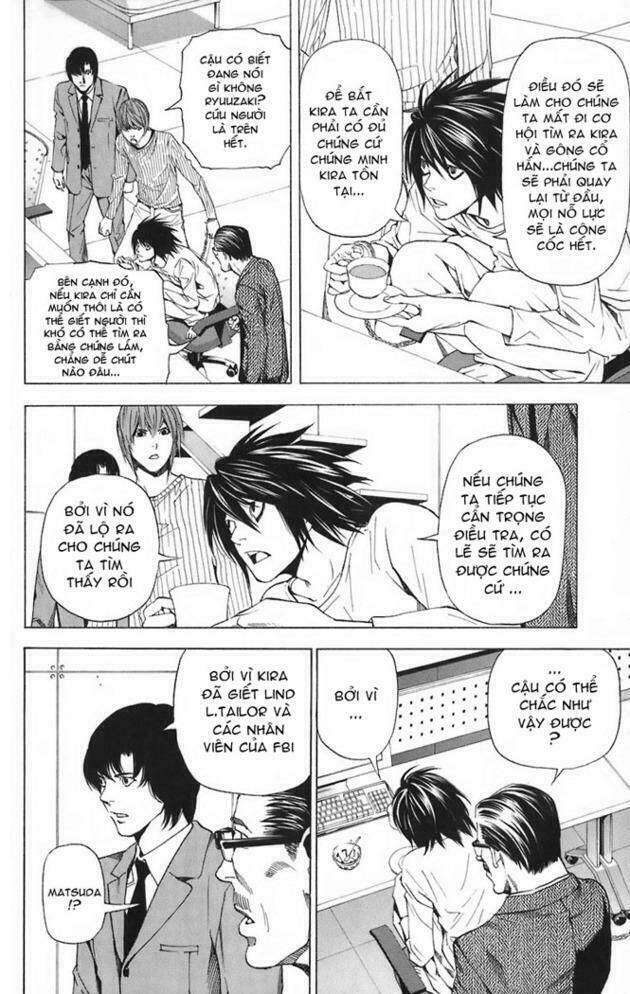 ĐIỀU ĐÓ SẼ
LÀM CHO CHÚNG
TA MẤT ĐI CƠ
HỘI TÌM RA KIRA
VÀ GÔNG CỔ
HẮN...CHÚNG TA
SẼ PHẢI QUAY
LẠI TỪ ĐẦU,
MỌI NỖ LỰC
SẼ LÀ CÔNG
CỐC HẾT.
ĐỂ BẮT
KIRA TA CẦN
PHẢI CÓ ĐỦ
CHỨNG CỨ
CHỨNG MINH
KIRA TỒN
TẠI...
CẬU CÓ BIẾT
ĐANG NÓI
GÌ KHÔNG
RYUUZAKI?
CỨU NGƯỜI
LÀ TRÊN
HẾT.
BÊN CẠNH ĐÓ,
NẾU KIRA CHỈ CẦN
MUỐN THÔI LÀ CÓ
THỂ GIẾT NGƯỜI THÌ
KHÓ CÓ THỂ TÌM RA
BẰNG CHỨNG LẮM,
CHẲNG DỄ CHÚT
NÀO ĐÂU...
NẾU CHÚNG
TA TIẾP TỤC
CẨN TRỌNG
ĐIỀU TRA, CÓ
LẼ SẼ TÌM RA
ĐƯỢC CHỨNG
CỨ ...
BỞI VÌ NÓ
ĐÃ LỘ RA
CHO CHÚNG
TA TÌM
THẤY RỒI
...
CẬU CÓ THỂ
CHẮC NHƯ
VẬY ĐƯỢC
?
BỞI VÌ
...
BỞI VÌ KIRA
ĐÃ GIẾT LIND
L.TAILOR VÀ
CÁC NHÂN
VIÊN CỦA FBI
MATSUDA
!?